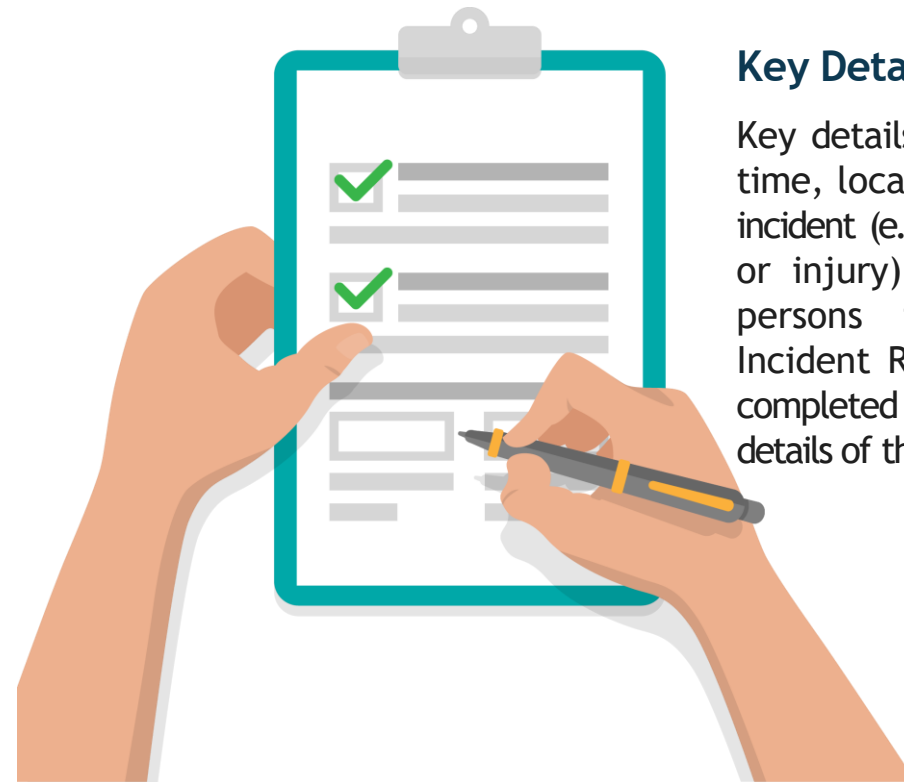 Key Deta
Key details
time, loca
incident (e.
or injury)
persons
Incident R
completed
details of th